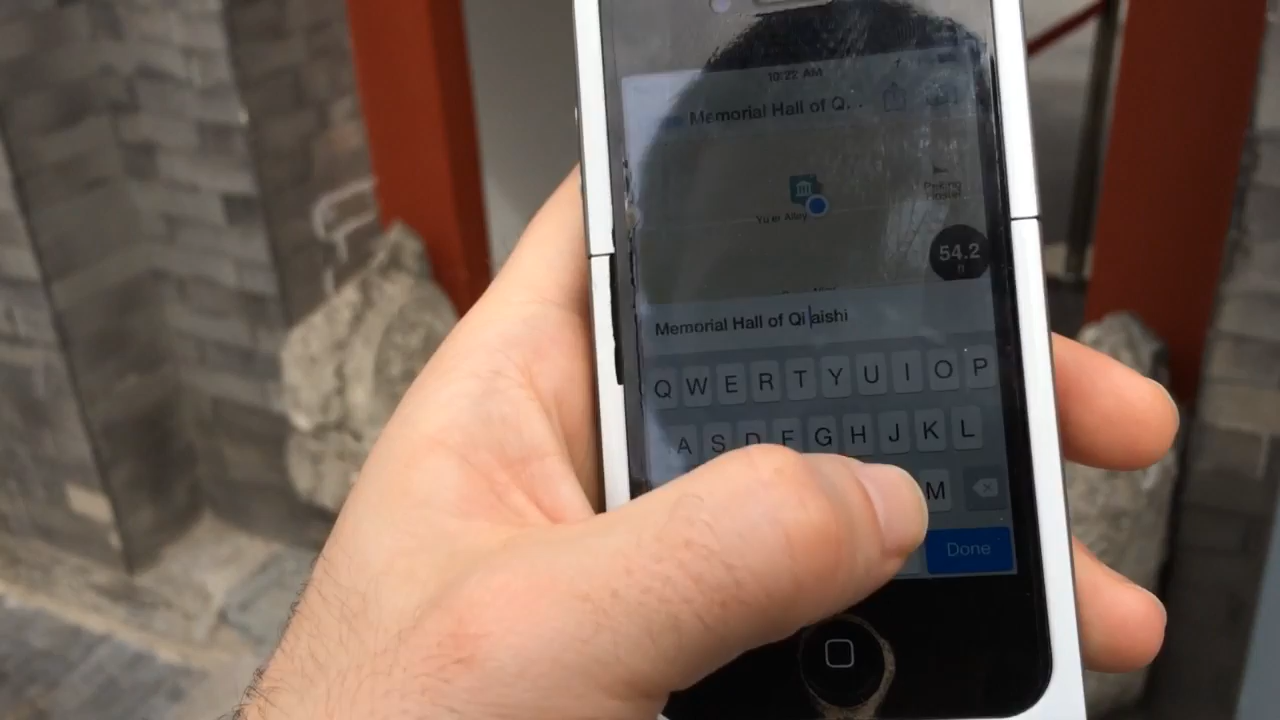 10:22 AM
Memorial Hall of Q...
Peking
Hostel
Yu'er Alley
54.2
ft
Memorial Hall of Qi aishi
Q W E R T Y U I O P
A S D F G H J K L
M
Done